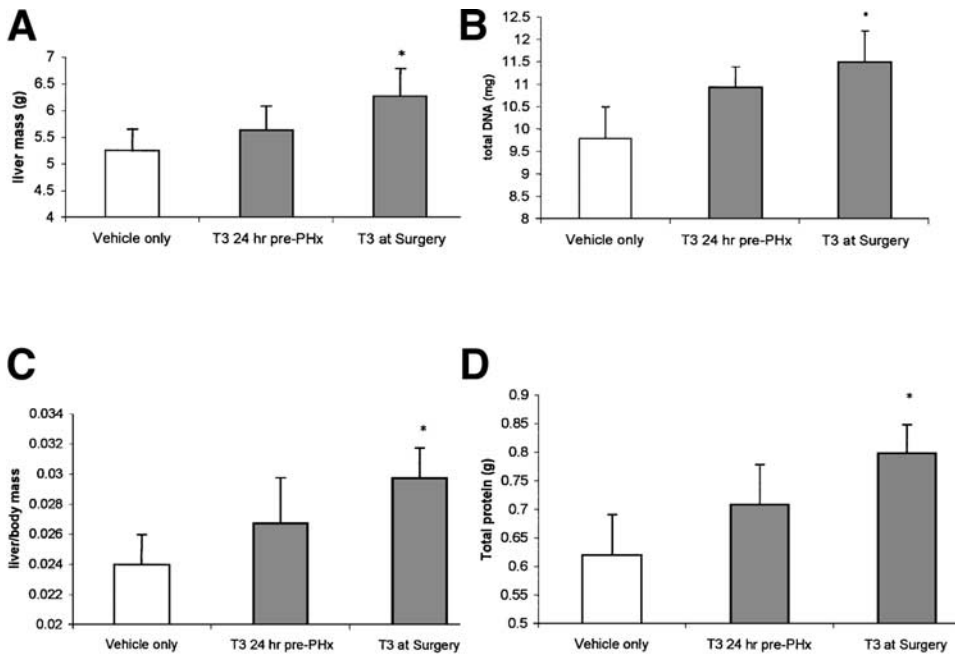 A
liver mass (g)
7
6.5
6
5.5
5
4.5
4
*
Vehicle only
T3 24 hr pre-PHx
T3 at Surgery
B
total DNA (mg)
12.5
12
11.5
11
10.5
10
9.5
9
8.5
8
*
Vehicle only
T3 24 hr pre-PHx
T3 at Surgery
C
liver/body mass
0.034
0.032
0.03
0.028
0.026
0.024
0.022
0.02
*
Vehicle only
T3 24 hr pre-PHx
T3 at Surgery
D
Total protein (g)
0.9
0.85
0.8
0.75
0.7
0.65
0.6
0.55
0.5
*
Vehicle only
T3 24 hr pre-PHx
T3 at Surgery